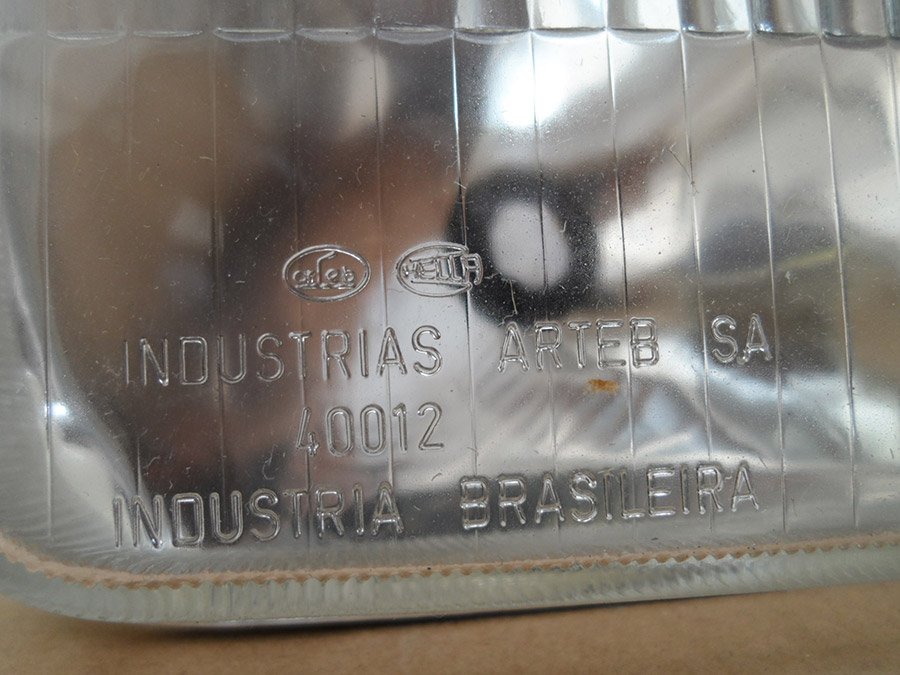 arteb HELLA
INDUSTRIAS ARTEB SA
40012
INDUSTRIA BRASILEIRA